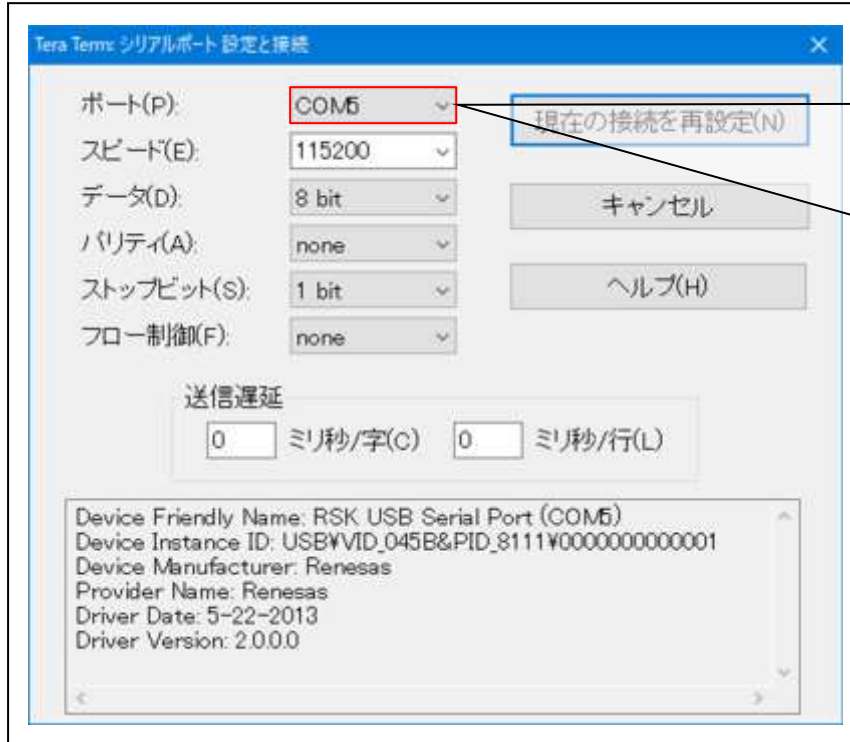 Tera Term: シリアルポート 設定と接続
ポート(P): COM5 現在の接続を再設定(N)
スピード(E): 115200
データ(D): 8 bit キャンセル
パリティ(A): none
ストップビット(S): 1 bit ヘルプ(H)
フロー制御(F): none
送信遅延
0 ミリ秒/字(C) 0 ミリ秒/行(L)
Device Friendly Name: RSK USB Serial Port (COM5)
Device Instance ID: USB¥VID_045B&PID_8111¥0000000000001
Device Manufacturer: Renesas
Provider Name: Renesas
Driver Date: 5-22-2013
Driver Version: 2.0.0.0